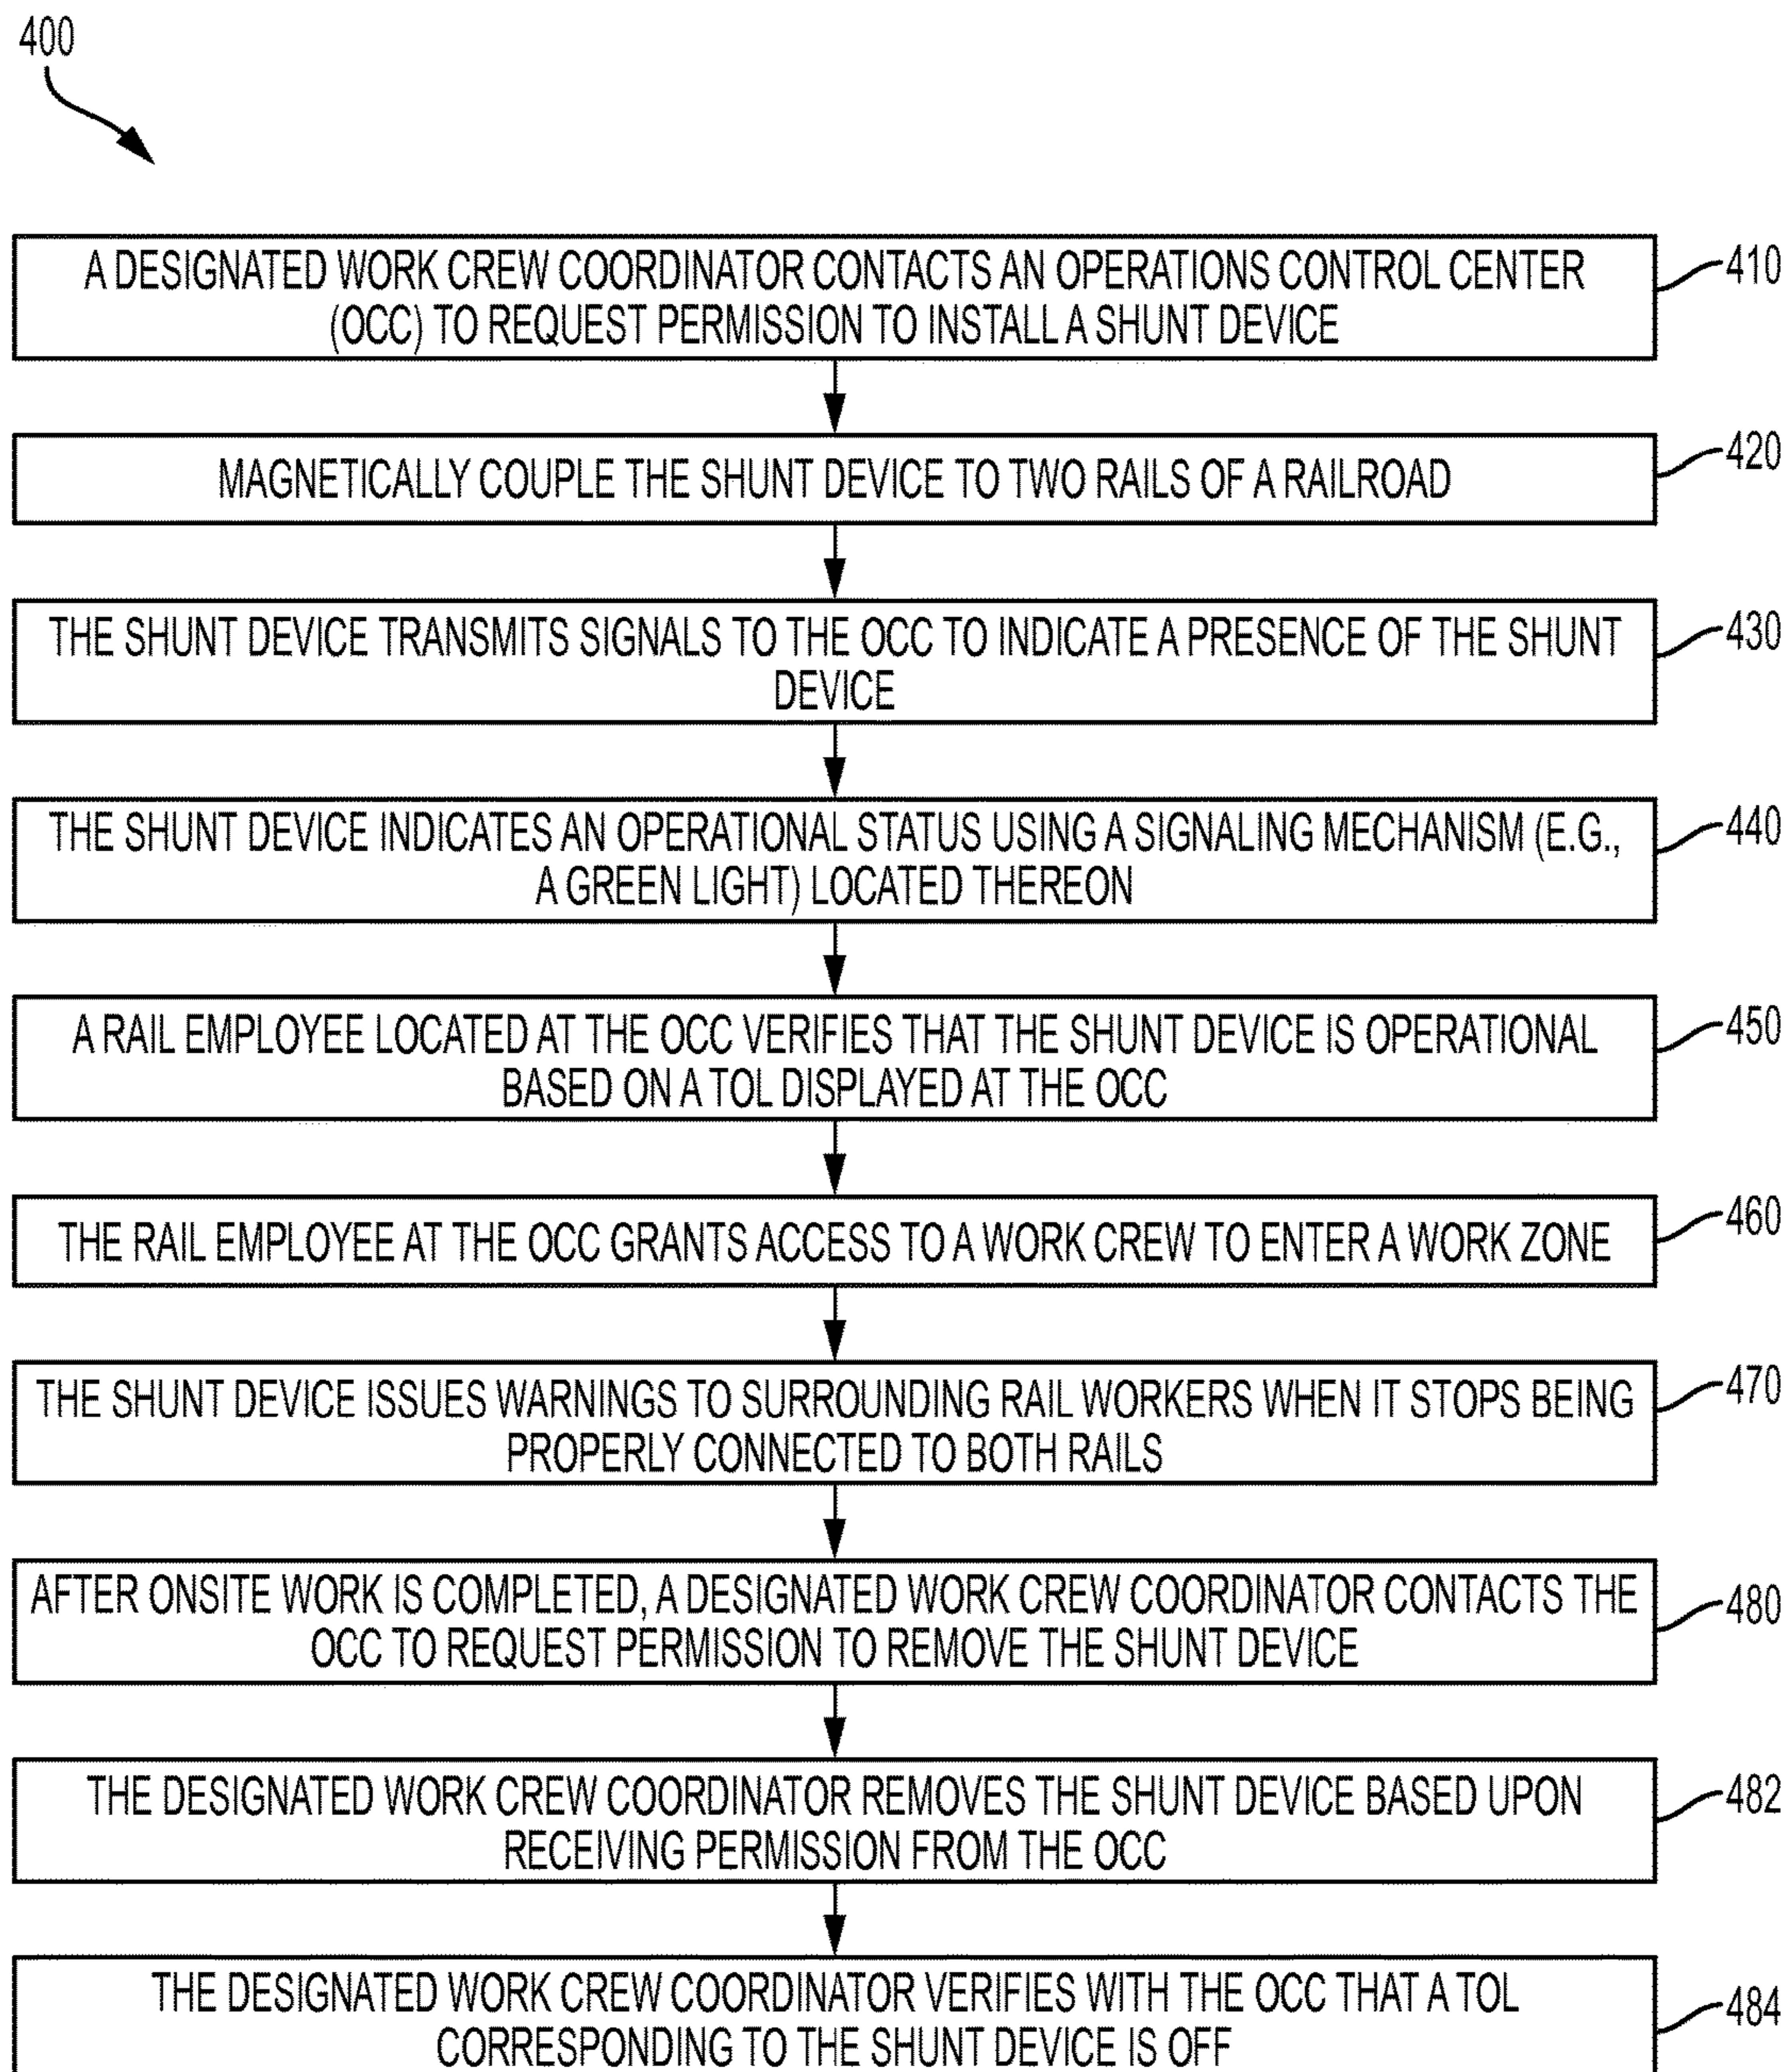 400
A DESIGNATED WORK CREW COORDINATOR CONTACTS AN OPERATIONS CONTROL CENTER
(OCC) TO REQUEST PERMISSION TO INSTALL A SHUNT DEVICE
410
MAGNETICALLY COUPLE THE SHUNT DEVICE TO TWO RAILS OF A RAILROAD
420
THE SHUNT DEVICE TRANSMITS SIGNALS TO THE OCC TO INDICATE A PRESENCE OF THE SHUNT
DEVICE
430
THE SHUNT DEVICE INDICATES AN OPERATIONAL STATUS USING A SIGNALING MECHANISM (E.G.,
A GREEN LIGHT) LOCATED THEREON
440
A RAIL EMPLOYEE LOCATED AT THE OCC VERIFIES THAT THE SHUNT DEVICE IS OPERATIONAL
BASED ON A TOL DISPLAYED AT THE OCC
450
THE RAIL EMPLOYEE AT THE OCC GRANTS ACCESS TO A WORK CREW TO ENTER A WORK ZONE
460
THE SHUNT DEVICE ISSUES WARNINGS TO SURROUNDING RAIL WORKERS WHEN IT STOPS BEING
PROPERLY CONNECTED TO BOTH RAILS
470
AFTER ONSITE WORK IS COMPLETED, A DESIGNATED WORK CREW COORDINATOR CONTACTS THE
OCC TO REQUEST PERMISSION TO REMOVE THE SHUNT DEVICE
480
THE DESIGNATED WORK CREW COORDINATOR REMOVES THE SHUNT DEVICE BASED UPON
RECEIVING PERMISSION FROM THE OCC
482
THE DESIGNATED WORK CREW COORDINATOR VERIFIES WITH THE OCC THAT A TOL
CORRESPONDING TO THE SHUNT DEVICE IS OFF
484